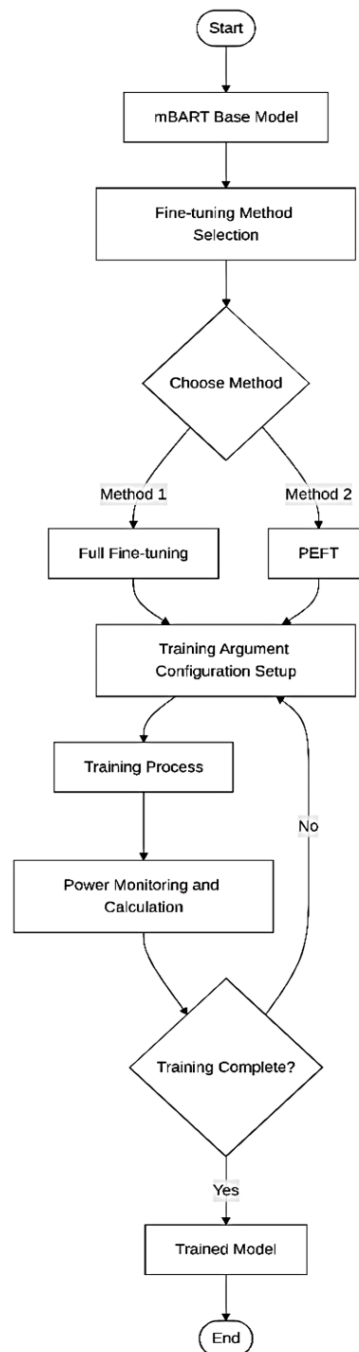 Start
mBART Base Model
Fine-tuning Method
Selection
Choose Method
Method 1
Method 2
Full Fine-tuning
PEFT
Training Argument
Configuration Setup
Training Process
No
Power Monitoring and
Calculation
Training Complete?
Yes
Trained Model
End